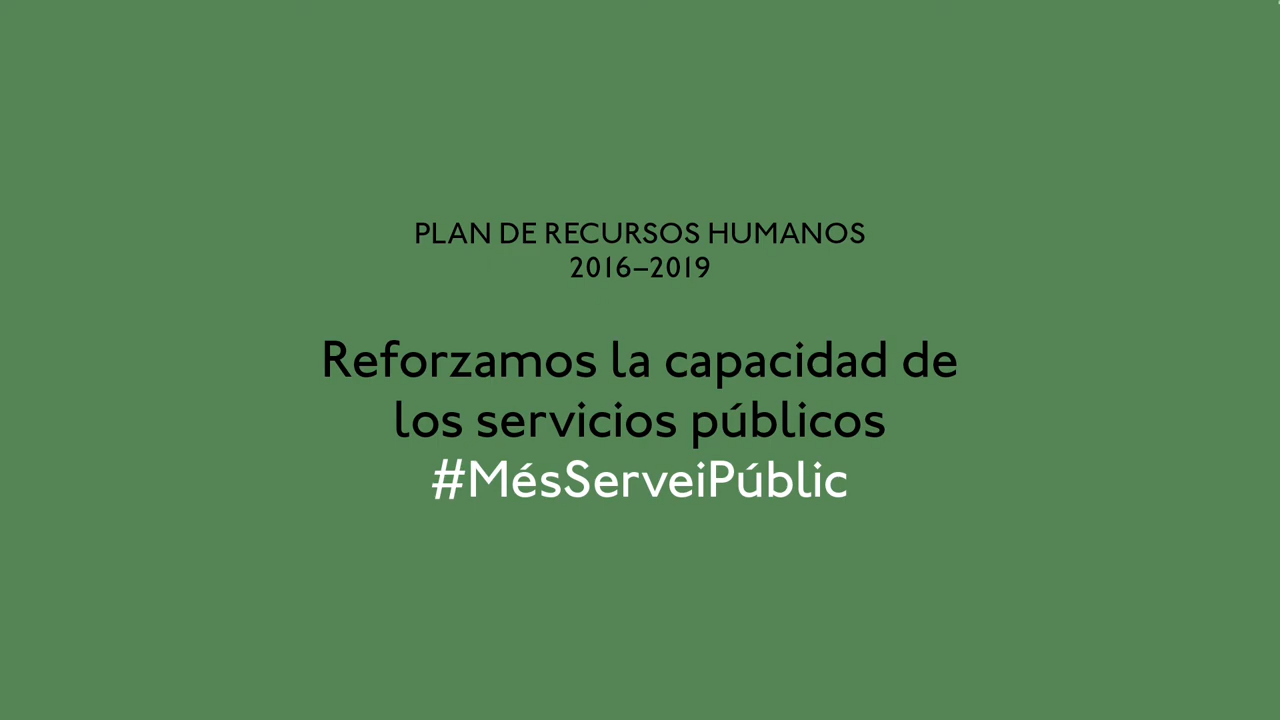 PLAN DE RECURSOS HUMANOS
2016–2019
Reforzamos la capacidad de
los servicios públicos
#MésServeiPúblic